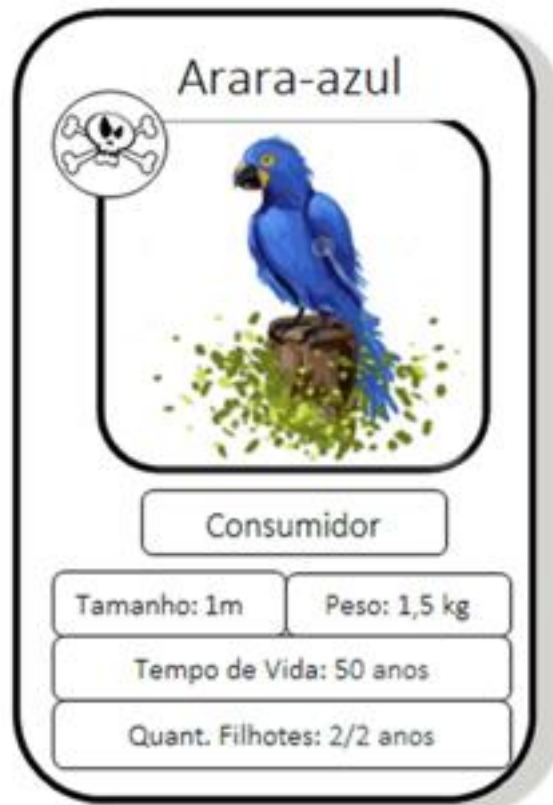 Arara-azul
Consumidor
Tamanho: 1m
Peso: 1,5 kg
Tempo de Vida: 50 anos
Quant. Filhotes: 2/2 anos